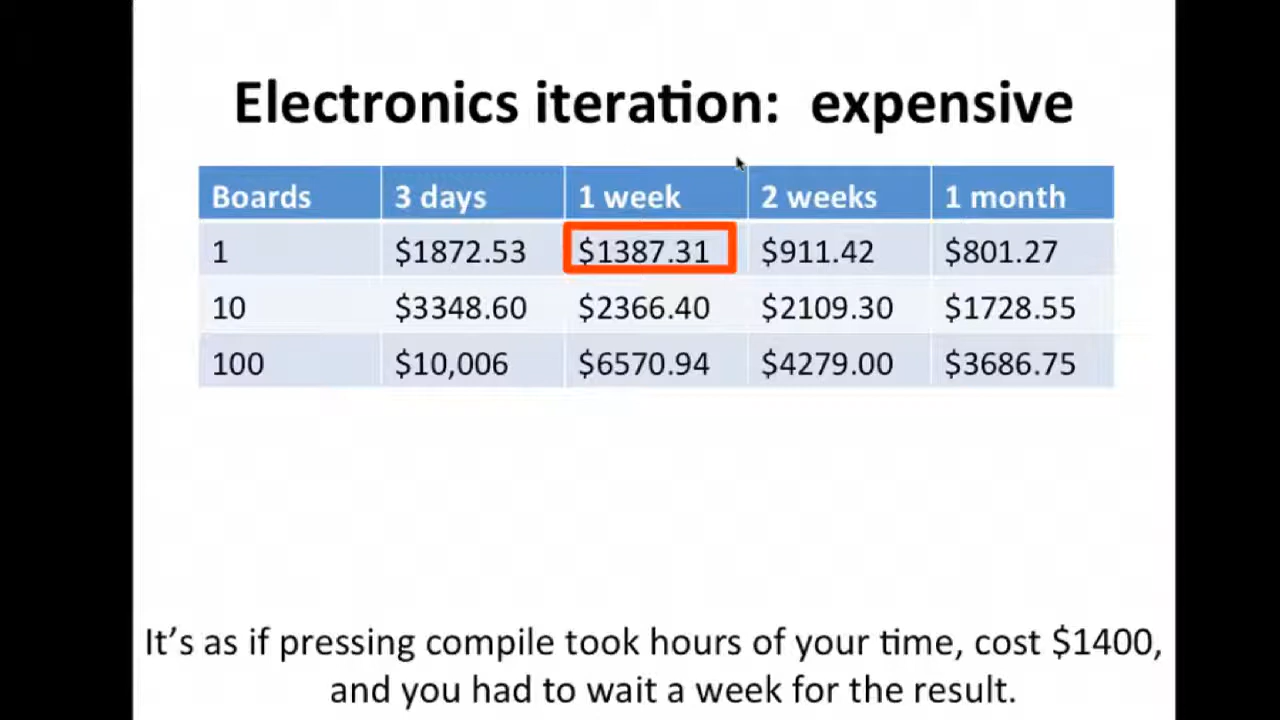 Electronics iteration: expensive
Boards 3 days 1 week 2 weeks 1 month
1 $1872.53 $1387.31 $911.42 $801.27
10 $3348.60 $2366.40 $2109.30 $1728.55
100 $10,006 $6570.94 $4279.00 $3686.75
It's as if pressing compile took hours of your time, cost $1400,
and you had to wait a week for the result.